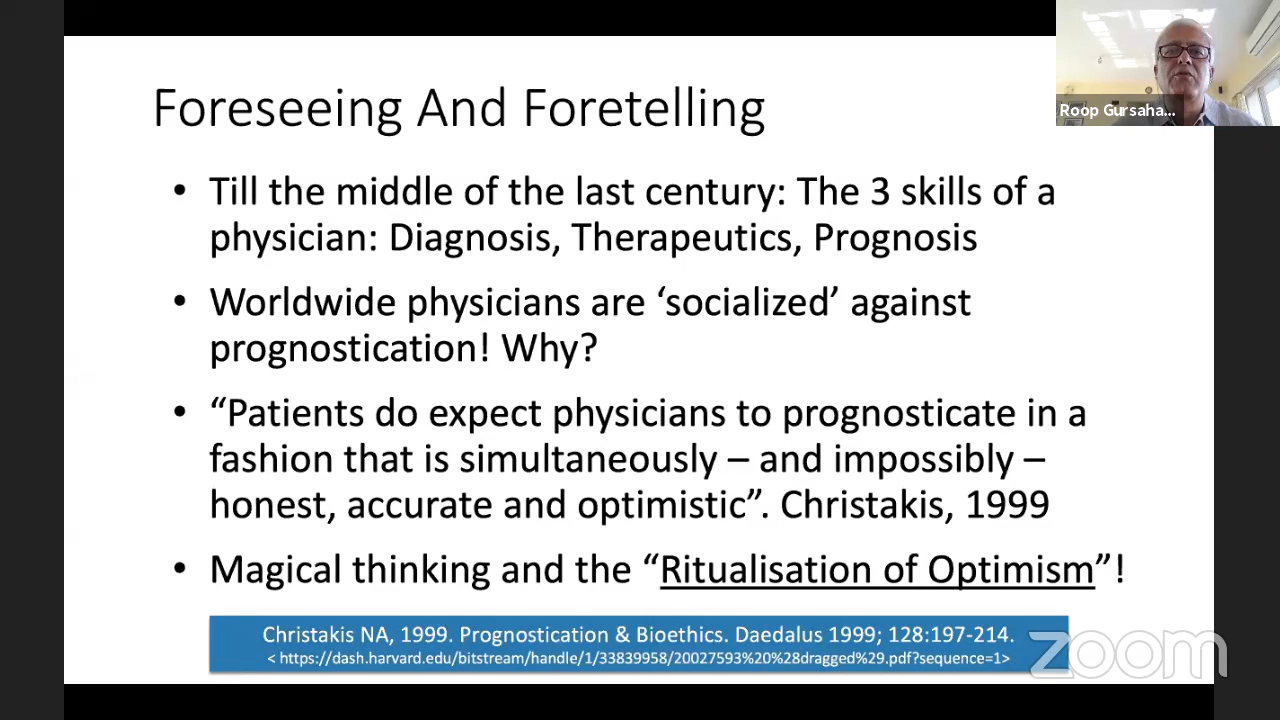 Foreseeing And Foretelling
Roop Gursaha...
• Till the middle of the last century: The 3 skills of a
physician: Diagnosis, Therapeutics, Prognosis
• Worldwide physicians are ‘socialized’ against
prognostication! Why?
• “Patients do expect physicians to prognosticate in a
fashion that is simultaneously – and impossibly –
honest, accurate and optimistic”. Christakis, 1999
• Magical thinking and the “Ritualisation of Optimism”!
Christakis NA, 1999. Prognostication & Bioethics. Daedalus 1999; 128:197-214.
< https://dash.harvard.edu/bitstream/handle/1/33839958/20027593%20%28dragged%29.pdf?sequence=1>
zoom